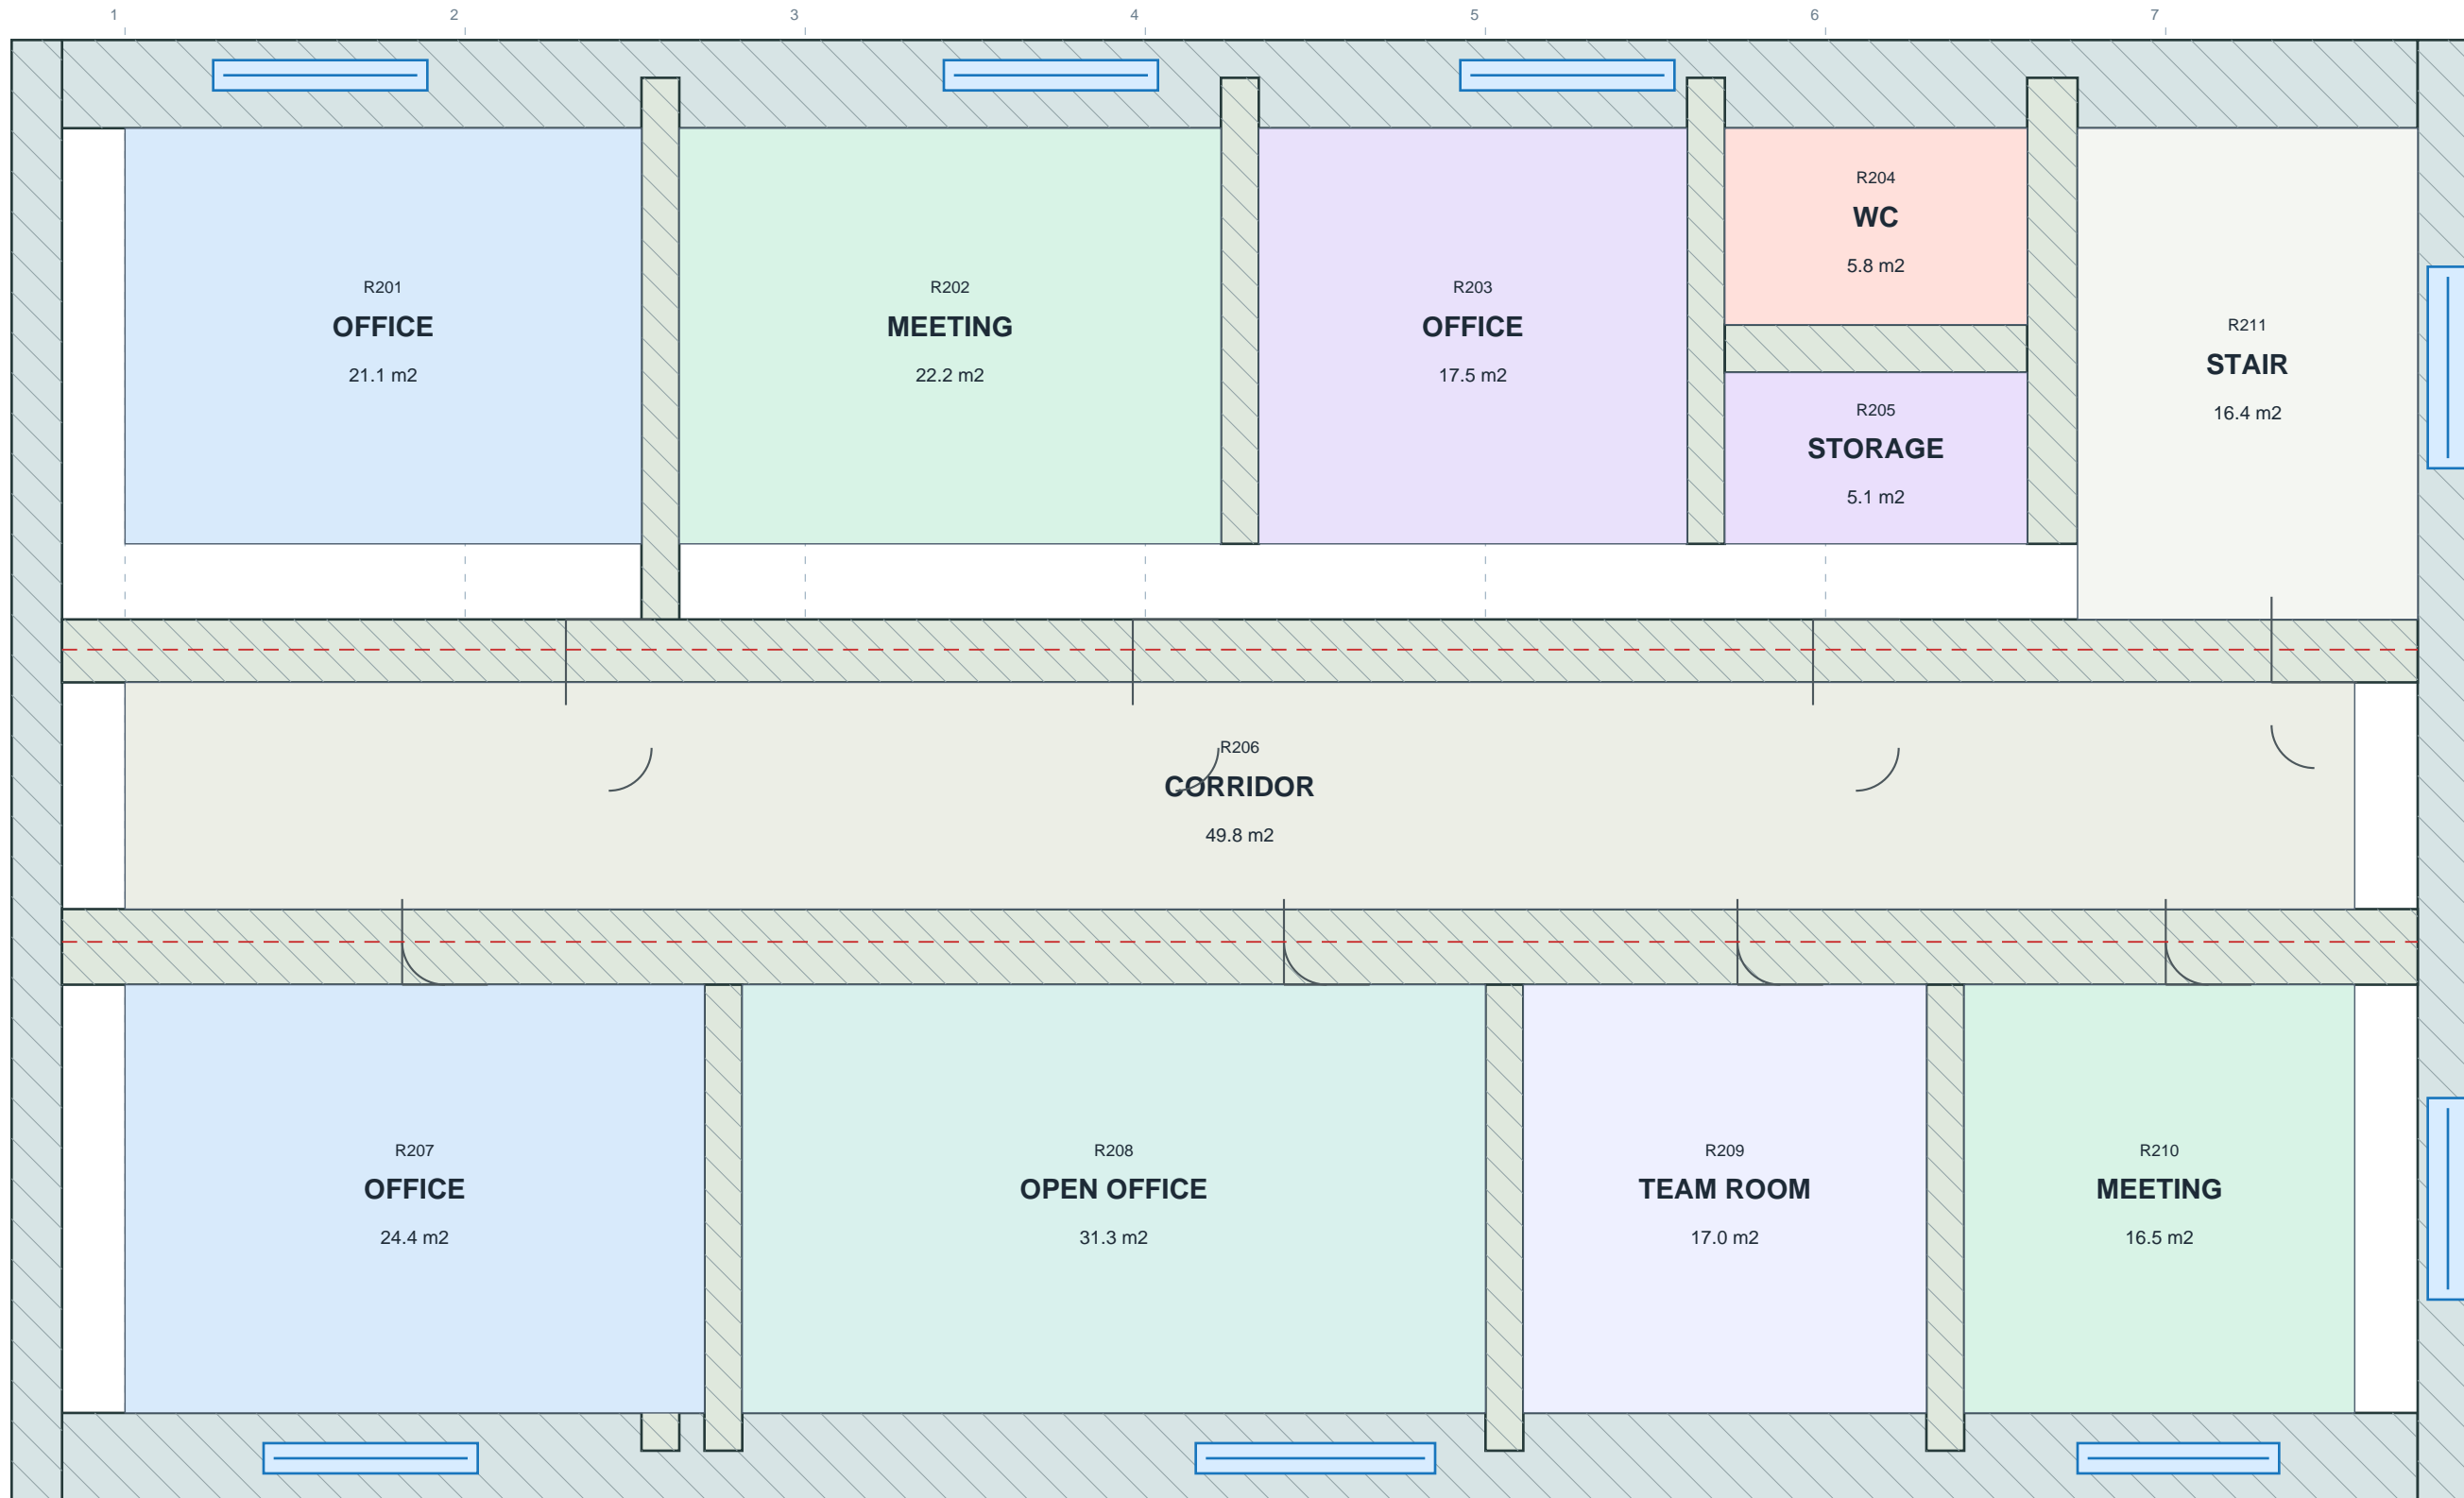 1 2 3 4 5 6 7
R201
OFFICE
21.1 m2
R202
MEETING
22.2 m2
R203
OFFICE
17.5 m2
R204
WC
5.8 m2
R205
STORAGE
5.1 m2
R211
STAIR
16.4 m2
R206
CORRIDOR
49.8 m2
R207
OFFICE
24.4 m2
R208
OPEN OFFICE
31.3 m2
R209
TEAM ROOM
17.0 m2
R210
MEETING
16.5 m2